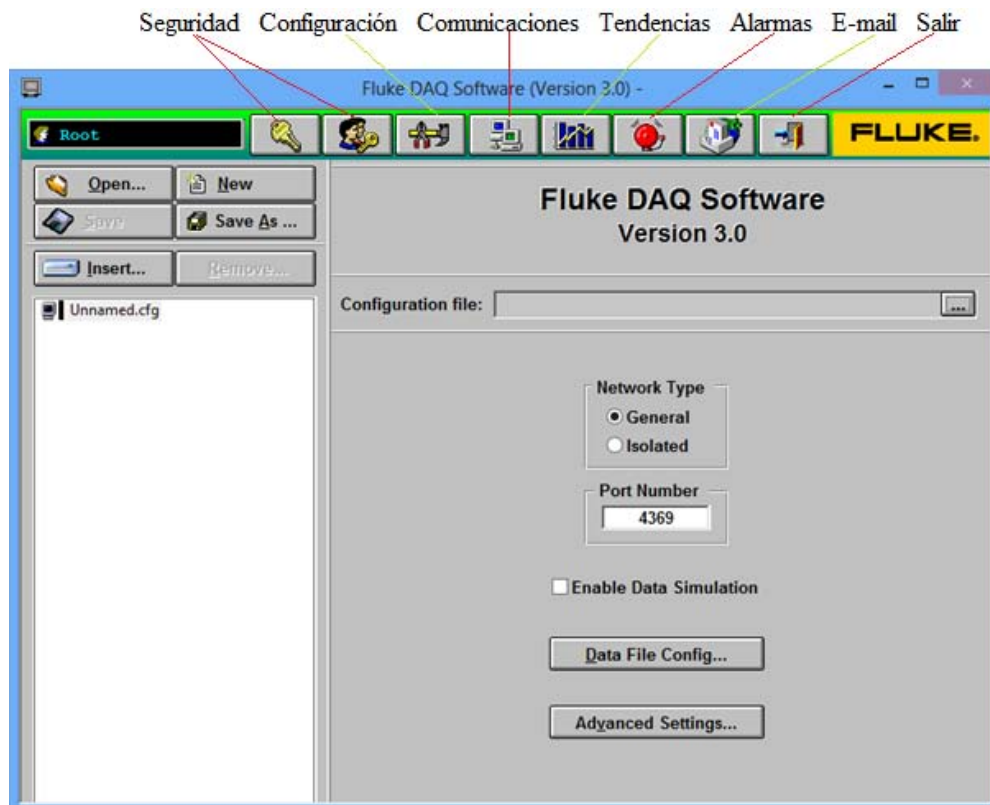 Seguridad Configuración Comunicaciones Tendencias Alarmas E-mail Salir
Fluke DAQ Software (Version 3.0) -
Root
FLUKE.
Open... New
Save Save As ...
Insert... Remove...
Unnamed.cfg
Fluke DAQ Software
Version 3.0
Configuration file: ...
Network Type
General
Isolated
Port Number
4369
Enable Data Simulation
Data File Config...
Advanced Settings...